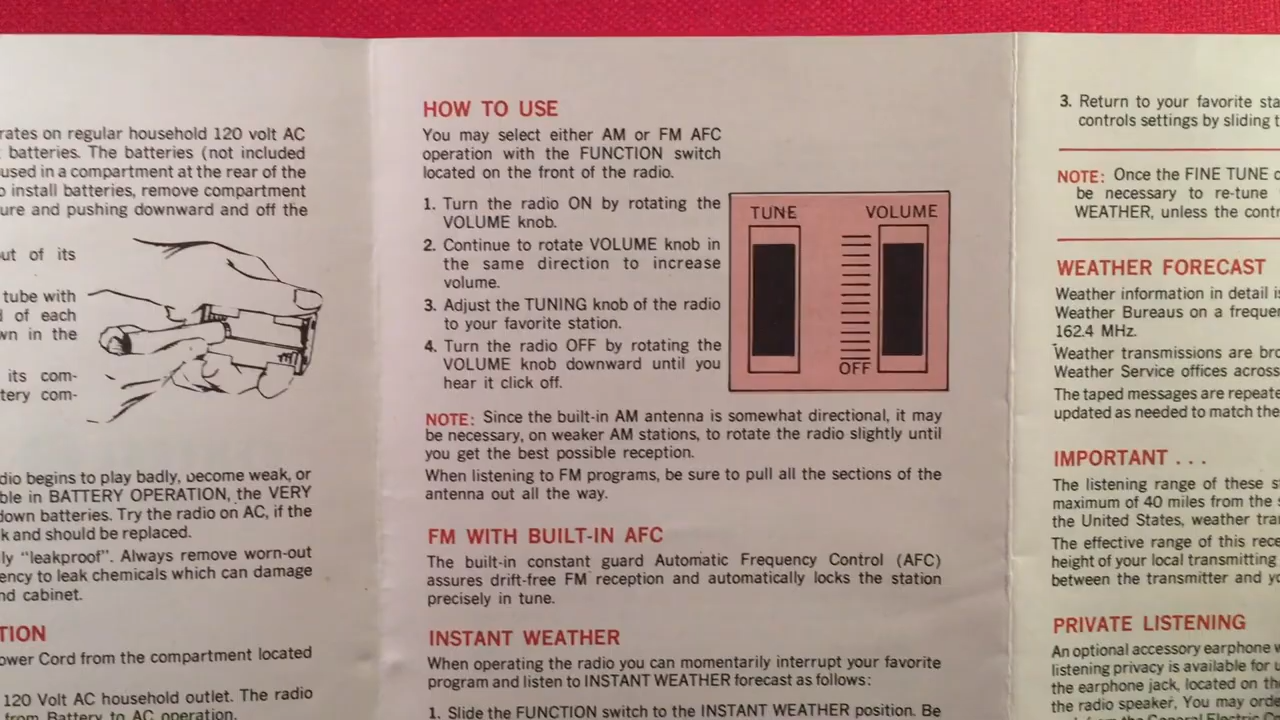 rates on regular household 120 volt AC
batteries. The batteries (not included
used in a compartment at the rear of the
o install batteries, remove compartment
ure and pushing downward and off the
ut of its
tube with
d of each
wn in the
its com-
tery com-
dio begins to play badly, become weak, or
ble in BATTERY OPERATION, the VERY
down batteries. Try the radio on AC, if the
k and should be replaced.
ly "leakproof". Always remove worn-out
ency to leak chemicals which can damage
nd cabinet.
TION
ower Cord from the compartment located
120 Volt AC household outlet. The radio
from Battery to AC operation.
HOW TO USE
You may select either AM or FM AFC
operation with the FUNCTION switch
located on the front of the radio.
1. Turn the radio ON by rotating the
VOLUME knob.
2. Continue to rotate VOLUME knob in
the same direction to increase
volume.
3. Adjust the TUNING knob of the radio
to your favorite station.
4. Turn the radio OFF by rotating the
VOLUME knob downward until you
hear it click off.
TUNE VOLUME
OFF
NOTE: Since the built-in AM antenna is somewhat directional, it may
be necessary, on weaker AM stations, to rotate the radio slightly until
you get the best possible reception.
When listening to FM programs, be sure to pull all the sections of the
antenna out all the way.
FM WITH BUILT-IN AFC
The built-in constant guard Automatic Frequency Control (AFC)
assures drift-free FM reception and automatically locks the station
precisely in tune.
INSTANT WEATHER
When operating the radio you can momentarily interrupt your favorite
program and listen to INSTANT WEATHER forecast as follows:
1. Slide the FUNCTION switch to the INSTANT WEATHER position. Be
3. Return to your favorite sta
controls settings by sliding t
NOTE: Once the FINE TUNE c
be necessary to re-tune
WEATHER, unless the contr
WEATHER FORECAST
Weather information in detail is
Weather Bureaus on a frequen
162.4 MHz.
Weather transmissions are bro
Weather Service offices across
The taped messages are repeate
updated as needed to match the
IMPORTANT . . .
The listening range of these s
maximum of 40 miles from the
the United States, weather tra
The effective range of this rece
height of your local transmitting
between the transmitter and yo
PRIVATE LISTENING
An optional accessory earphone w
listening privacy is available for u
the earphone jack, located on the
the radio speaker. You may orde